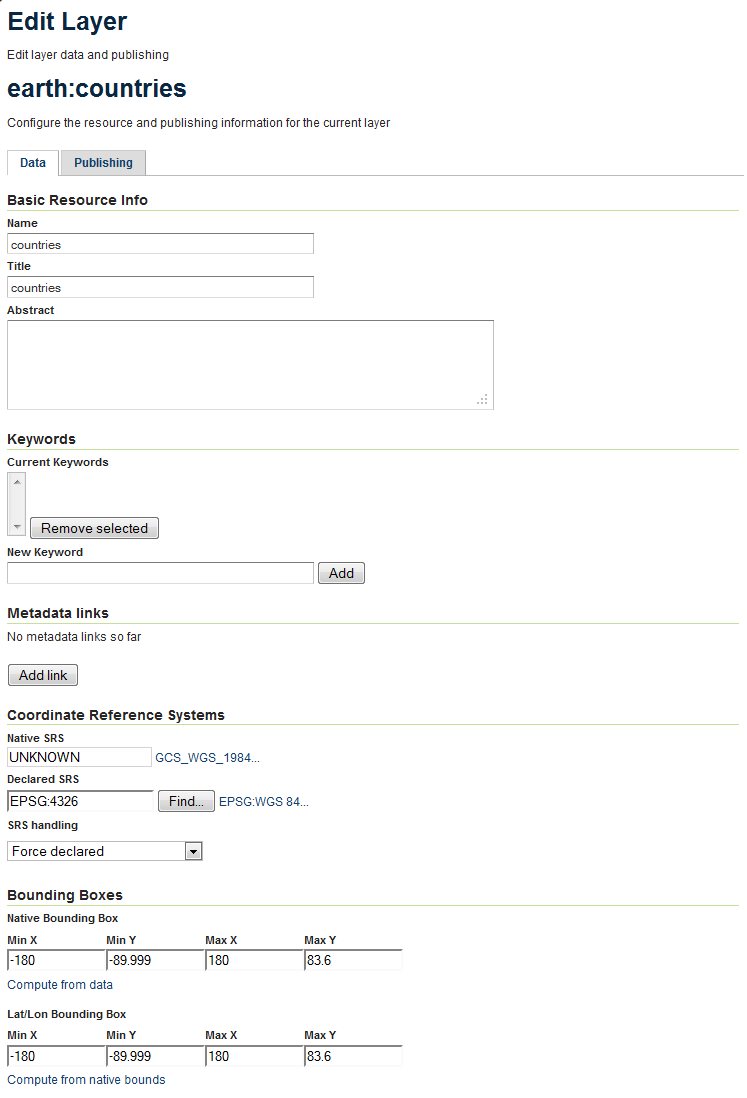 Edit Layer
Edit layer data and publishing
earth:countries
Configure the resource and publishing information for the current layer
Data Publishing
Basic Resource Info
Name
countries
Title
countries
Abstract
Keywords
Current Keywords
Remove selected
New Keyword
Add
Metadata links
No metadata links so far
Add link
Coordinate Reference Systems
Native SRS
UNKNOWN GCS_WGS_1984...
Declared SRS
EPSG:4326 Find... EPSG:WGS 84...
SRS handling
Force declared
Bounding Boxes
Native Bounding Box
Min X Min Y Max X Max Y
-180 -89.999 180 83.6
Compute from data
Lat/Lon Bounding Box
Min X Min Y Max X Max Y
-180 -89.999 180 83.6
Compute from native bounds